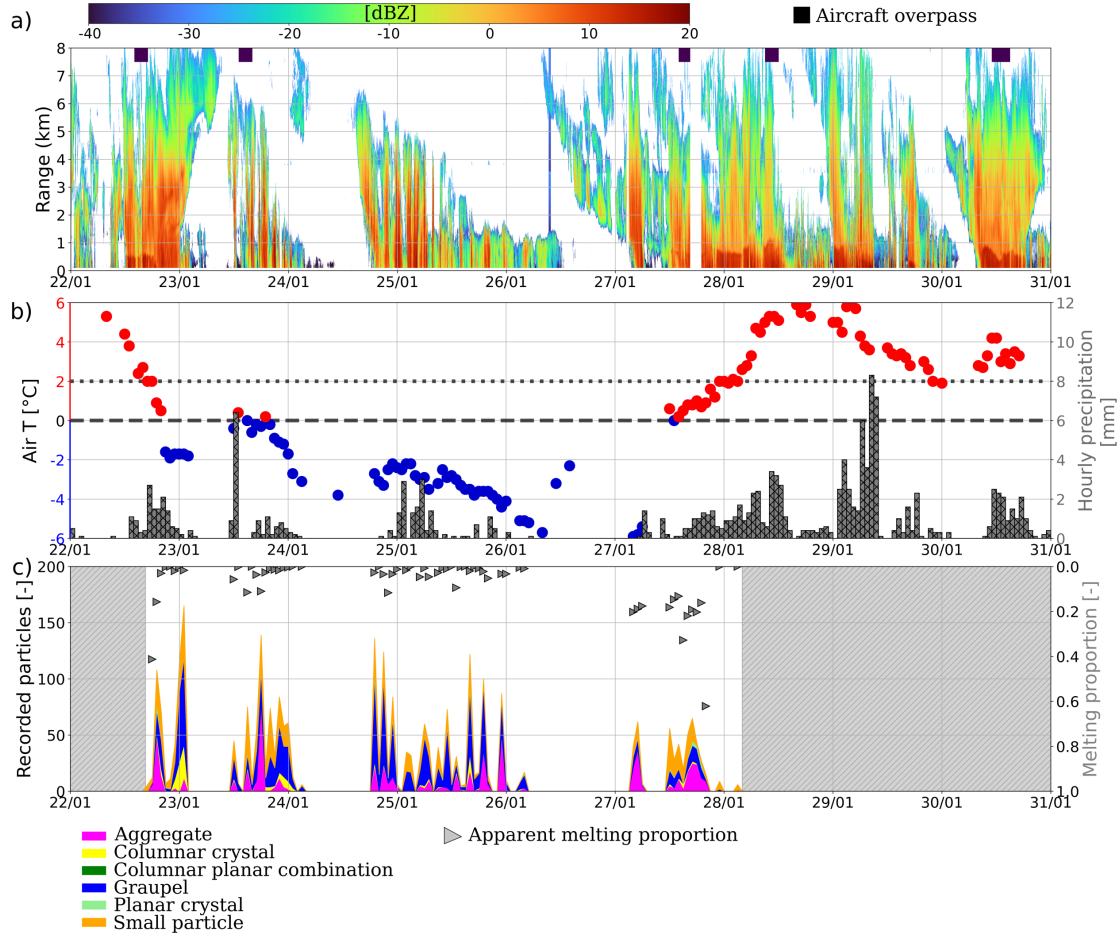 a)
[dBZ]
-40 -30 -20 -10 0 10 20
Aircraft overpass
Range (km)
8
7
6
5
4
3
2
1
0
22/01 23/01 24/01 25/01 26/01 27/01 28/01 29/01 30/01 31/01
b)
Air T [°C]
6
4
2
0
-2
-4
-6
12
10
8
6
4
2
0
Hourly precipitation
[mm]
22/01 23/01 24/01 25/01 26/01 27/01 28/01 29/01 30/01 31/01
c)
Recorded particles [-]
200
150
100
50
0
0.0
0.2
0.4
0.6
0.8
1.0
Melting proportion [-]
22/01 23/01 24/01 25/01 26/01 27/01 28/01 29/01 30/01 31/01
Aggregate
Columnar crystal
Columnar planar combination
Graupel
Planar crystal
Small particle
Apparent melting proportion